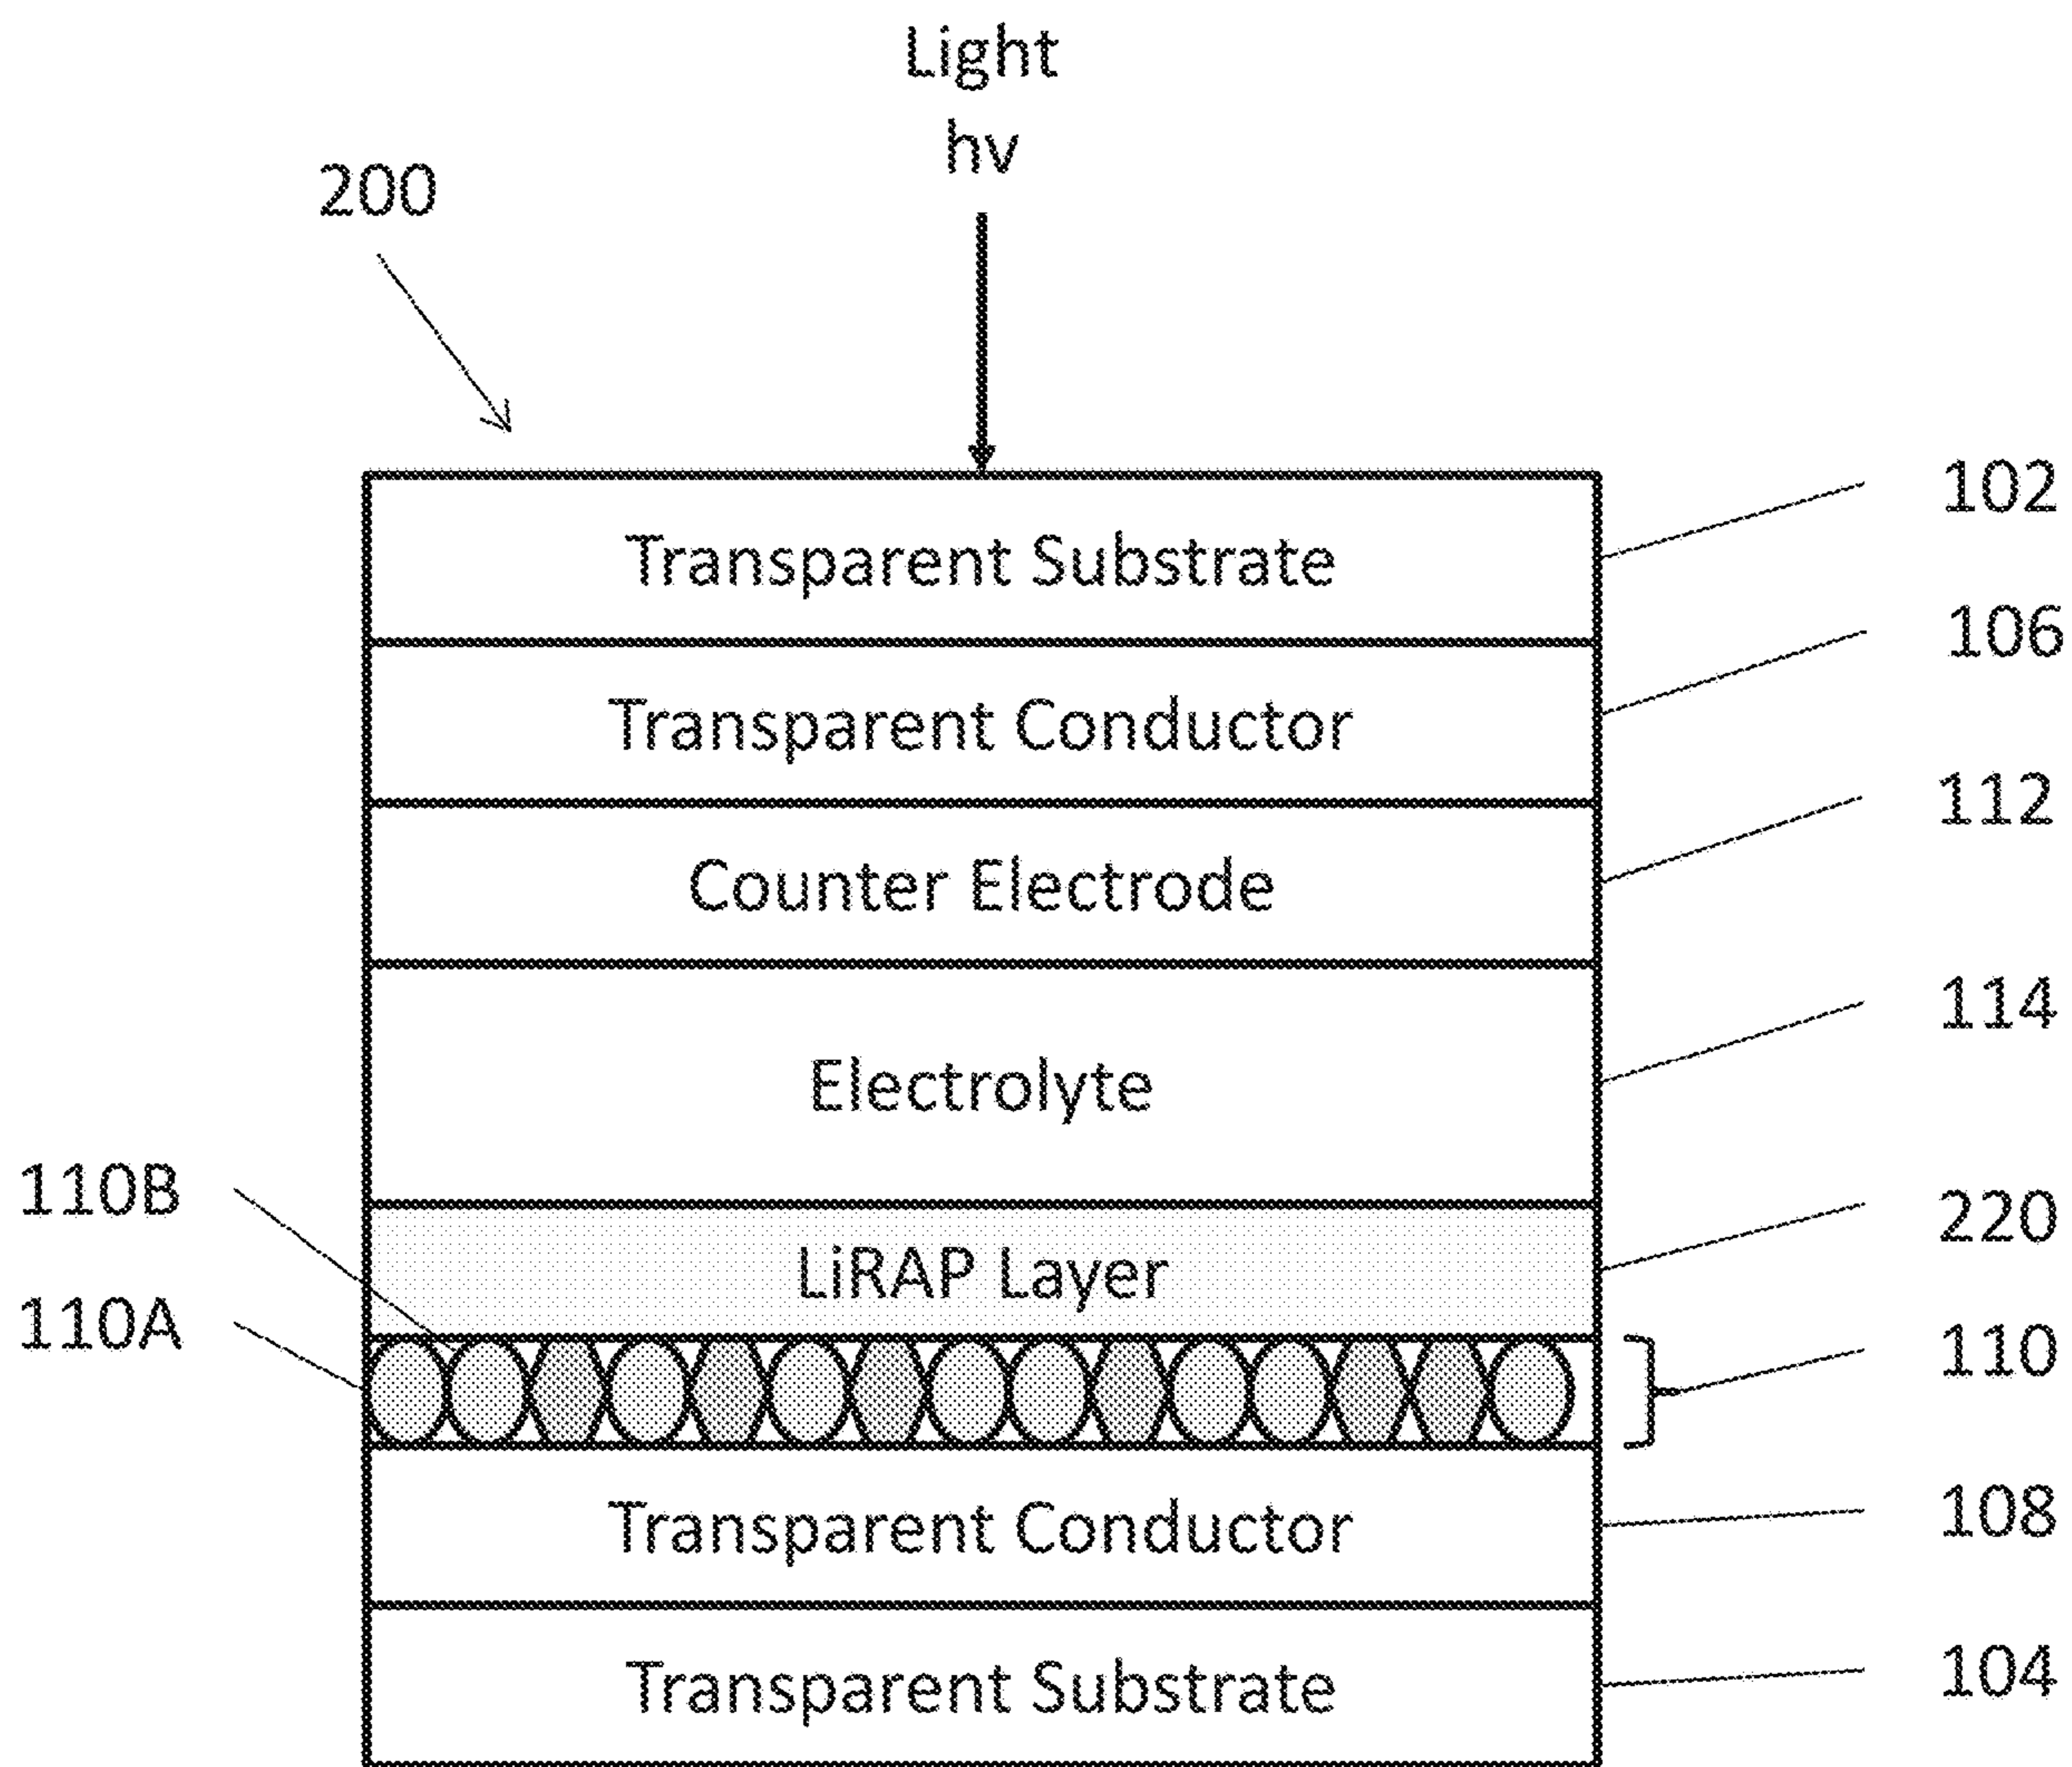 Light
hv
200
102
Transparent Substrate
106
Transparent Conductor
112
Counter Electrode
114
Electrolyte
110B
220
LiRAP Layer
110A
110
108
Transparent Conductor
104
Transparent Substrate